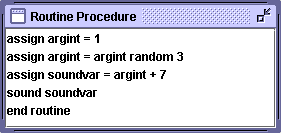 Routine Procedure
assign argint = 1
assign argint = argint random 3
assign soundvar = argint + 7
sound soundvar
end routine